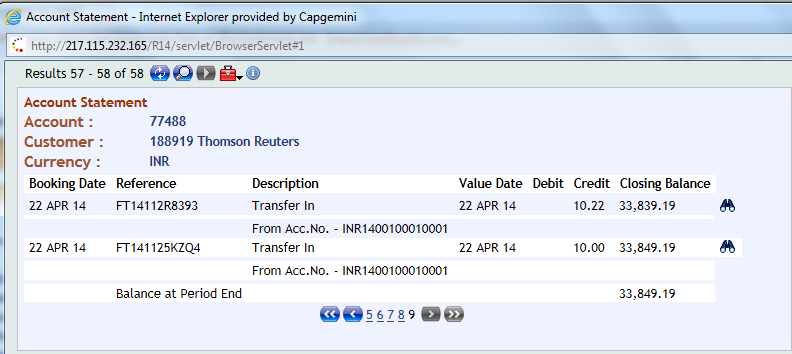 Account Statement - Internet Explorer provided by Capgemini
http://217.115.232.165/R14/servlet/BrowserServlet#1
Results 57 - 58 of 58
Account Statement
Account : 77488
Customer : 188919 Thomson Reuters
Currency : INR
Booking Date Reference Description Value Date Debit Credit Closing Balance
22 APR 14 FT14112R8393 Transfer In 22 APR 14 10.22 33,839.19
From Acc.No. - INR1400100010001
22 APR 14 FT141125KZQ4 Transfer In 22 APR 14 10.00 33,849.19
From Acc.No. - INR1400100010001
Balance at Period End 33,849.19
5 6 7 8 9